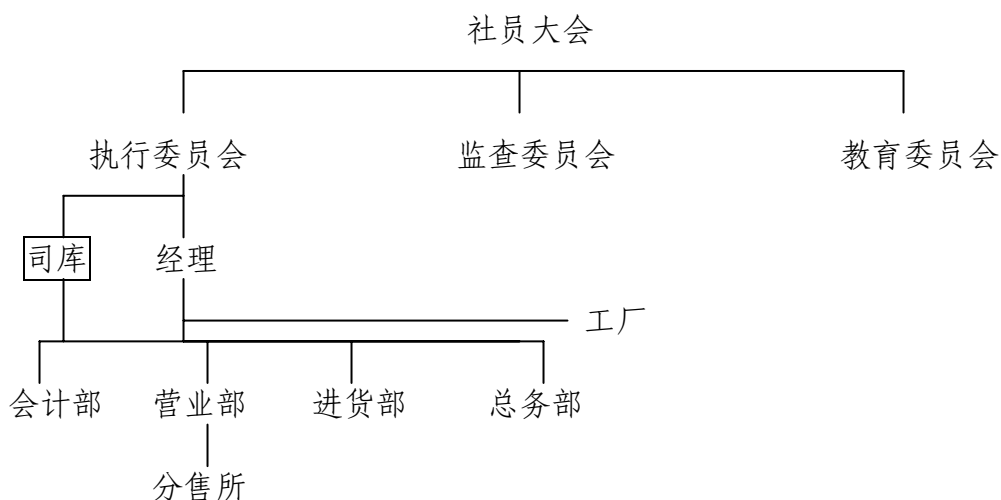 社员大会
执行委员会 监查委员会 教育委员会
司库 经理
工厂
会计部 营业部 进货部 总务部
分售所